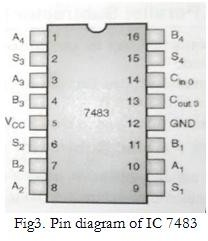 A4 1 16 B4
S3 2 15 S4
A3 3 14 Cin 0
B3 4 13 Cout 3
7483
VCC 5 12 GND
S2 6 11 B1
B2 7 10 A1
A2 8 9 S1
Fig3. Pin diagram of IC 7483